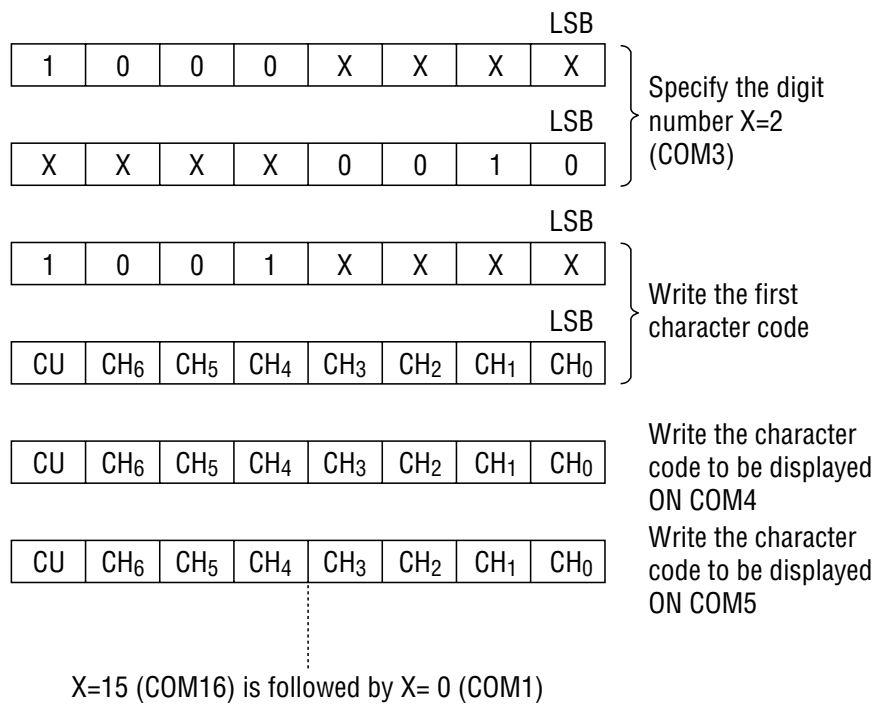 LSB
1 0 0 0 X X X X
Specify the digit
number X=2
(COM3)
LSB
X X X X 0 0 1 0
LSB
1 0 0 1 X X X X
Write the first
character code
LSB
CU CH6 CH5 CH4 CH3 CH2 CH1 CH0
Write the character
code to be displayed
ON COM4
CU CH6 CH5 CH4 CH3 CH2 CH1 CH0
Write the character
code to be displayed
ON COM5
CU CH6 CH5 CH4 CH3 CH2 CH1 CH0
X=15 (COM16) is followed by X= 0 (COM1)